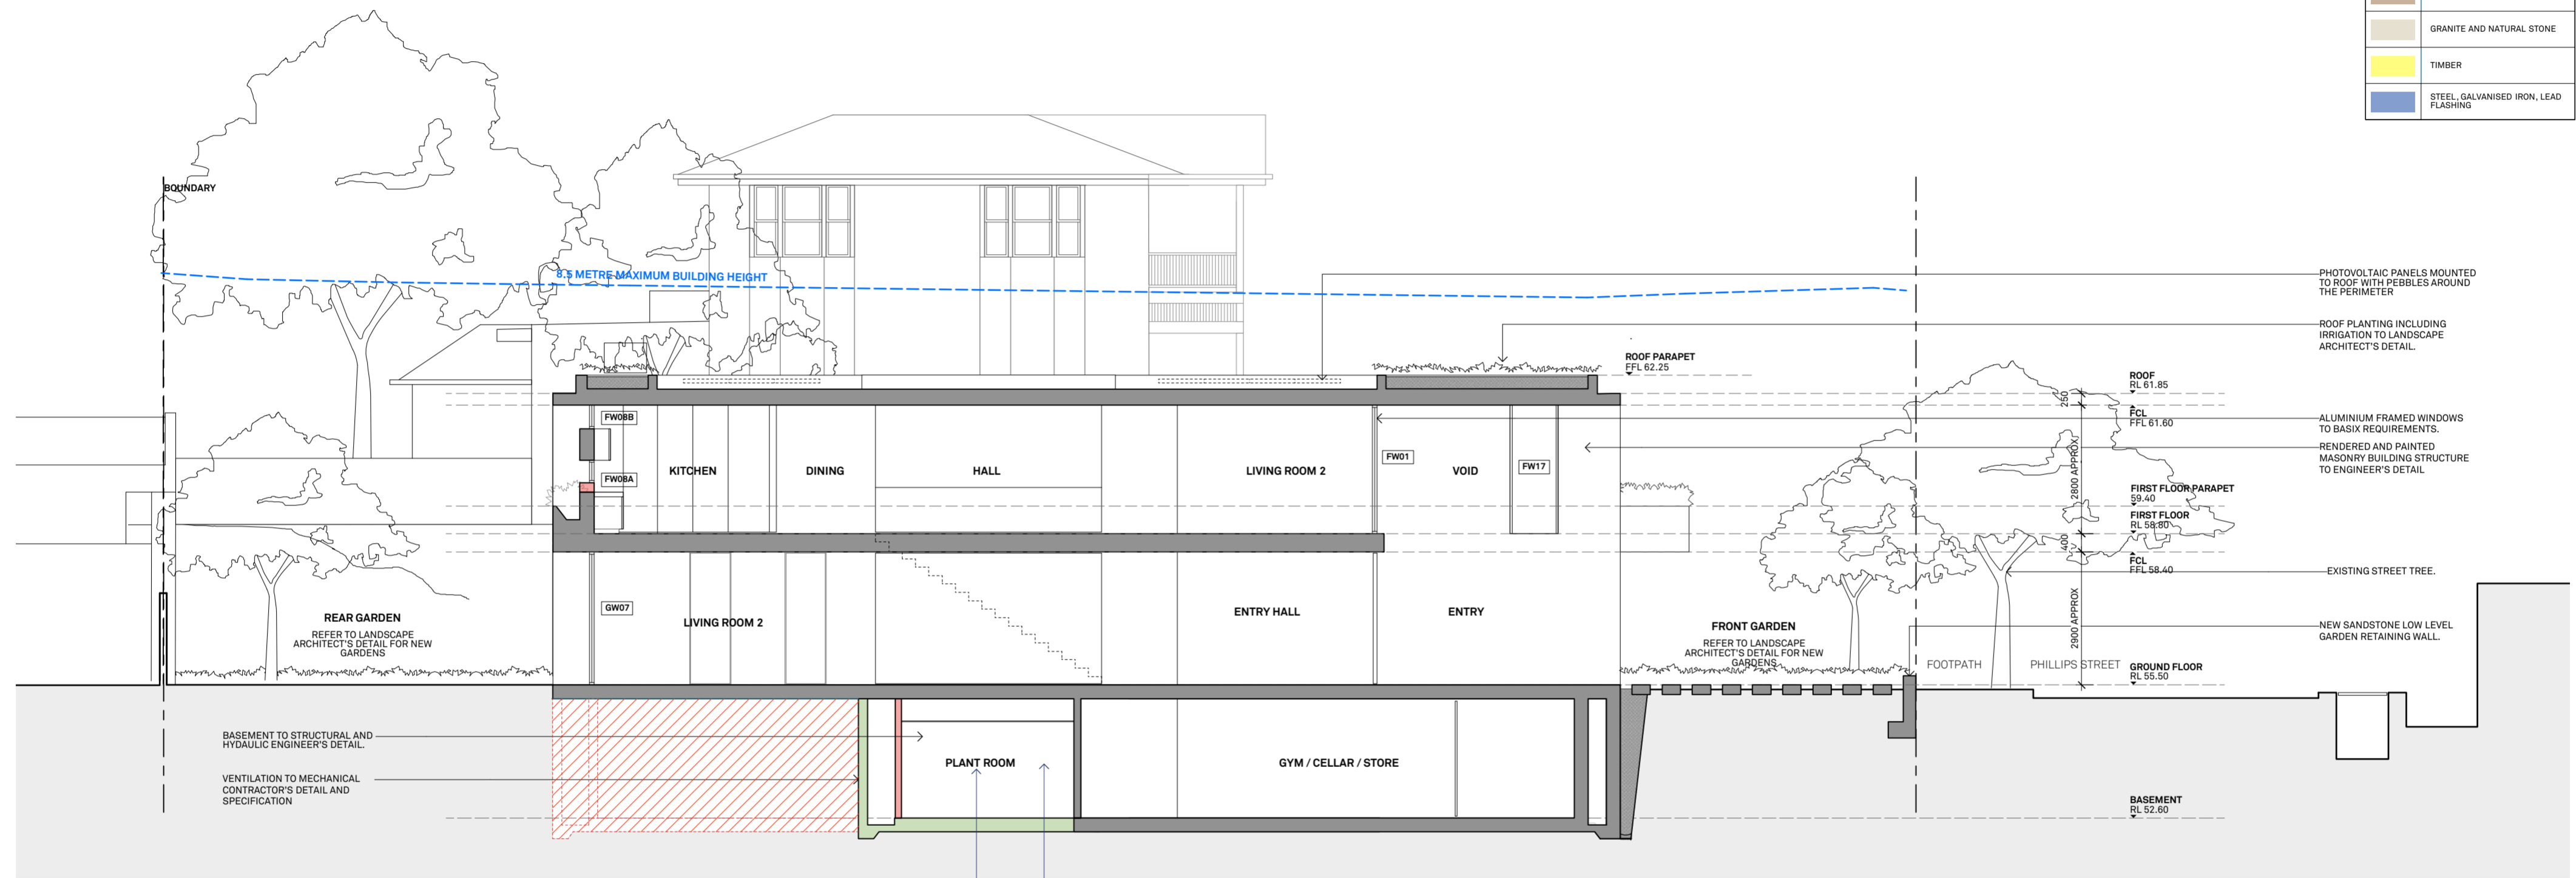 GRANITE AND NATURAL STONE
TIMBER
STEEL, GALVANISED IRON, LEAD
FLASHING
BOUNDARY
8.5 METRE MAXIMUM BUILDING HEIGHT
PHOTOVOLTAIC PANELS MOUNTED
TO ROOF WITH PEBBLES AROUND
THE PERIMETER
ROOF PLANTING INCLUDING
IRRIGATION TO LANDSCAPE
ARCHITECT'S DETAIL.
ROOF PARAPET
FFL 62.25
ROOF
RL 61.85
250
FCL
FFL 61.60
ALUMINIUM FRAMED WINDOWS
TO BASIX REQUIREMENTS.
RENDERED AND PAINTED
MASONRY BUILDING STRUCTURE
TO ENGINEER'S DETAIL
FW08B
FW08A
KITCHEN
DINING
HALL
LIVING ROOM 2
FW01
VOID
FW17
2800 APPROX
FIRST FLOOR PARAPET
59.40
FIRST FLOOR
RL 58.80
400
FCL
FFL 58.40
EXISTING STREET TREE.
GW07
LIVING ROOM 2
ENTRY HALL
ENTRY
REAR GARDEN
REFER TO LANDSCAPE
ARCHITECT'S DETAIL FOR NEW
GARDENS
FRONT GARDEN
REFER TO LANDSCAPE
ARCHITECT'S DETAIL FOR NEW
GARDENS
2900 APPROX
NEW SANDSTONE LOW LEVEL
GARDEN RETAINING WALL.
FOOTPATH
PHILLIPS STREET
GROUND FLOOR
RL 55.50
BASEMENT TO STRUCTURAL AND
HYDAULIC ENGINEER'S DETAIL.
VENTILATION TO MECHANICAL
CONTRACTOR'S DETAIL AND
SPECIFICATION
PLANT ROOM
GYM / CELLAR / STORE
BASEMENT
RL 52.60